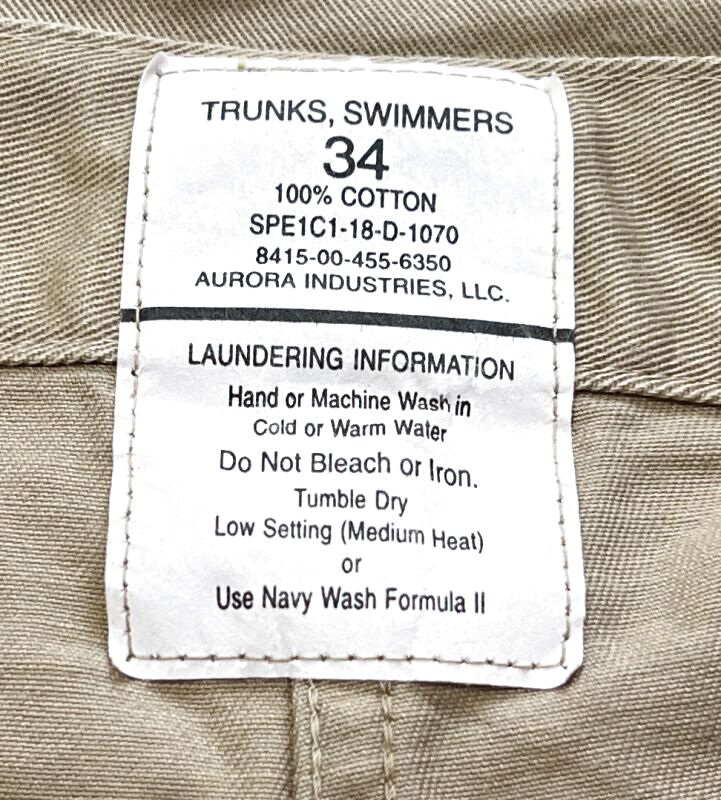 TRUNKS, SWIMMERS
34
100% COTTON
SPE1C1-18-D-1070
8415-00-455-6350
AURORA INDUSTRIES, LLC.
LAUNDERING INFORMATION
Hand or Machine Wash in
Cold or Warm Water
Do Not Bleach or Iron.
Tumble Dry
Low Setting (Medium Heat)
or
Use Navy Wash Formula II